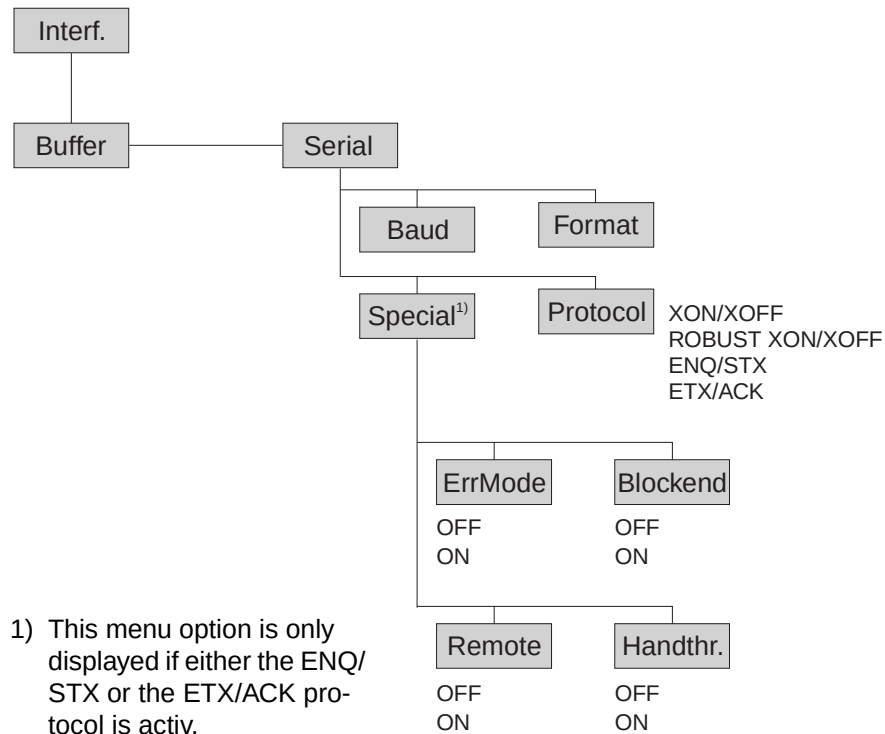 Interf.
Buffer
Serial
Baud
Format
Special1)
Protocol
XON/XOFF
ROBUST XON/XOFF
ENQ/STX
ETX/ACK
ErrMode
Blockend
OFF
ON
OFF
ON
Remote
Handthr.
OFF
ON
OFF
ON
1) This menu option is only
displayed if either the ENQ/
STX or the ETX/ACK pro-
tocol is activ.